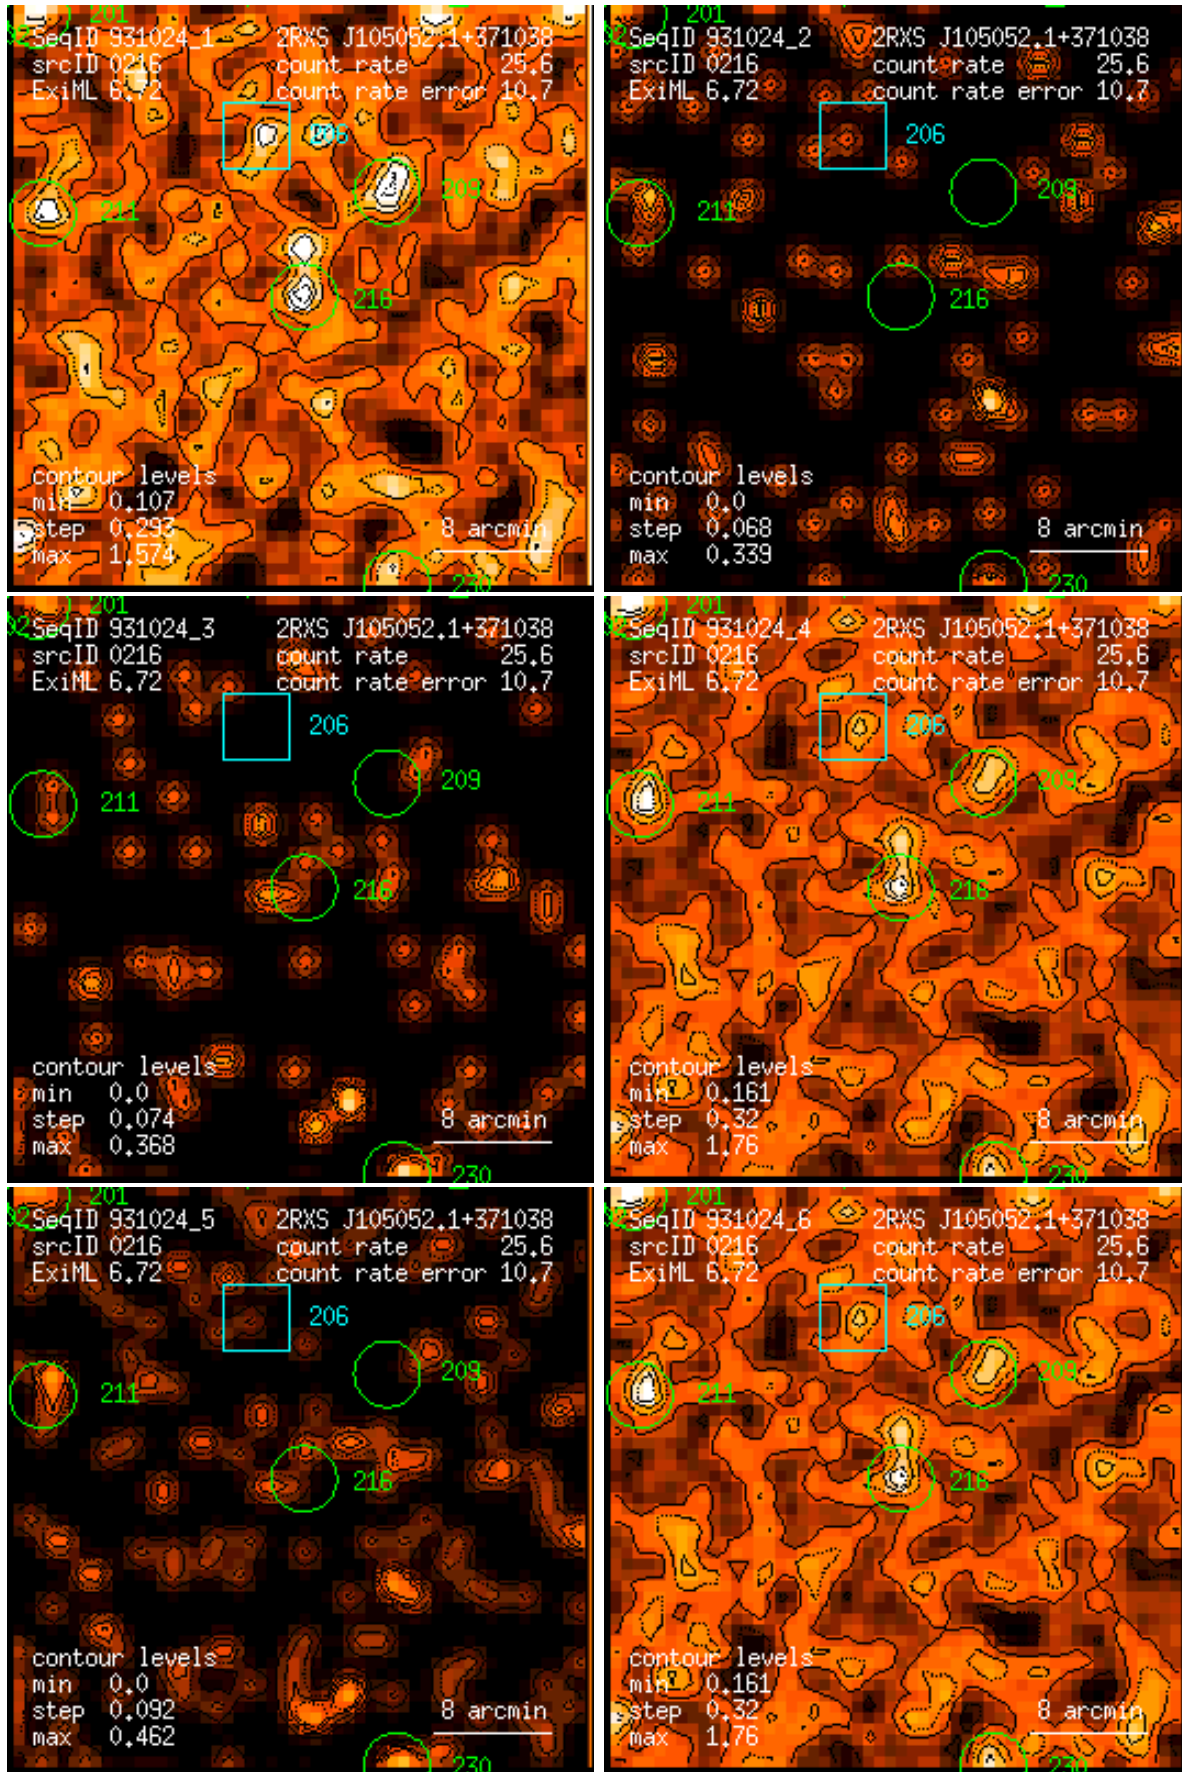 201
SeqID 931024_1 2RXS J105052.1+371038
srcID 0216 count rate 25.6
ExiML 6.72 count rate error 10.7
206
209
211
216
contour levels
min 0.107
step 0.293
max 1.574
8 arcmin
230
201
SeqID 931024_2 2RXS J105052.1+371038
srcID 0216 count rate 25.6
ExiML 6.72 count rate error 10.7
206
209
211
216
contour levels
min 0.0
step 0.068
max 0.339
8 arcmin
230
201
SeqID 931024_3 2RXS J105052.1+371038
srcID 0216 count rate 25.6
ExiML 6.72 count rate error 10.7
206
209
211
216
contour levels
min 0.0
step 0.074
max 0.368
8 arcmin
230
201
SeqID 931024_4 2RXS J105052.1+371038
srcID 0216 count rate 25.6
ExiML 6.72 count rate error 10.7
206
209
211
216
contour levels
min 0.161
step 0.32
max 1.76
8 arcmin
230
201
SeqID 931024_5 2RXS J105052.1+371038
srcID 0216 count rate 25.6
ExiML 6.72 count rate error 10.7
206
209
211
216
contour levels
min 0.0
step 0.092
max 0.462
8 arcmin
230
201
SeqID 931024_6 2RXS J105052.1+371038
srcID 0216 count rate 25.6
ExiML 6.72 count rate error 10.7
206
209
211
216
contour levels
min 0.161
step 0.32
max 1.76
8 arcmin
230